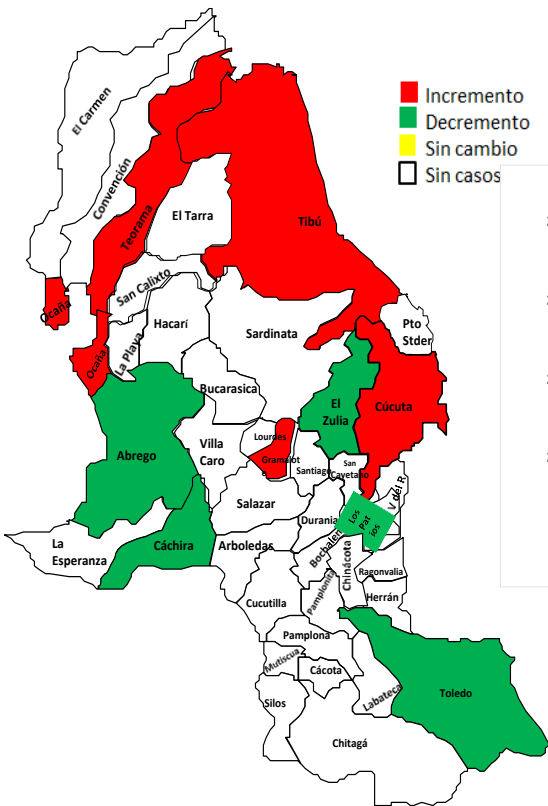 Incremento
Decremento
Sin cambio
Sin casos
El Carmen
Convención
Teorama
El Tarra
Tibú
San Calixto
Ocaña
Ocaña
La Playa
Hacarí
Sardinata
Pto
Stder
Bucarasica
El
Zulia
Cúcuta
Abrego
Villa
Caro
Lourdes
Gramalot
Santiago
San
Cayetano
V del R.
Salazar
Durania
Los
Pat
ios
La
Esperanza
Cáchira
Arboledas
Bochalem
Chinácota
Ragonvalia
Herrán
Cucutilla
Pamplonita
Pamplona
Mutiscua
Cácota
Labateca
Toledo
Silos
Chitagá